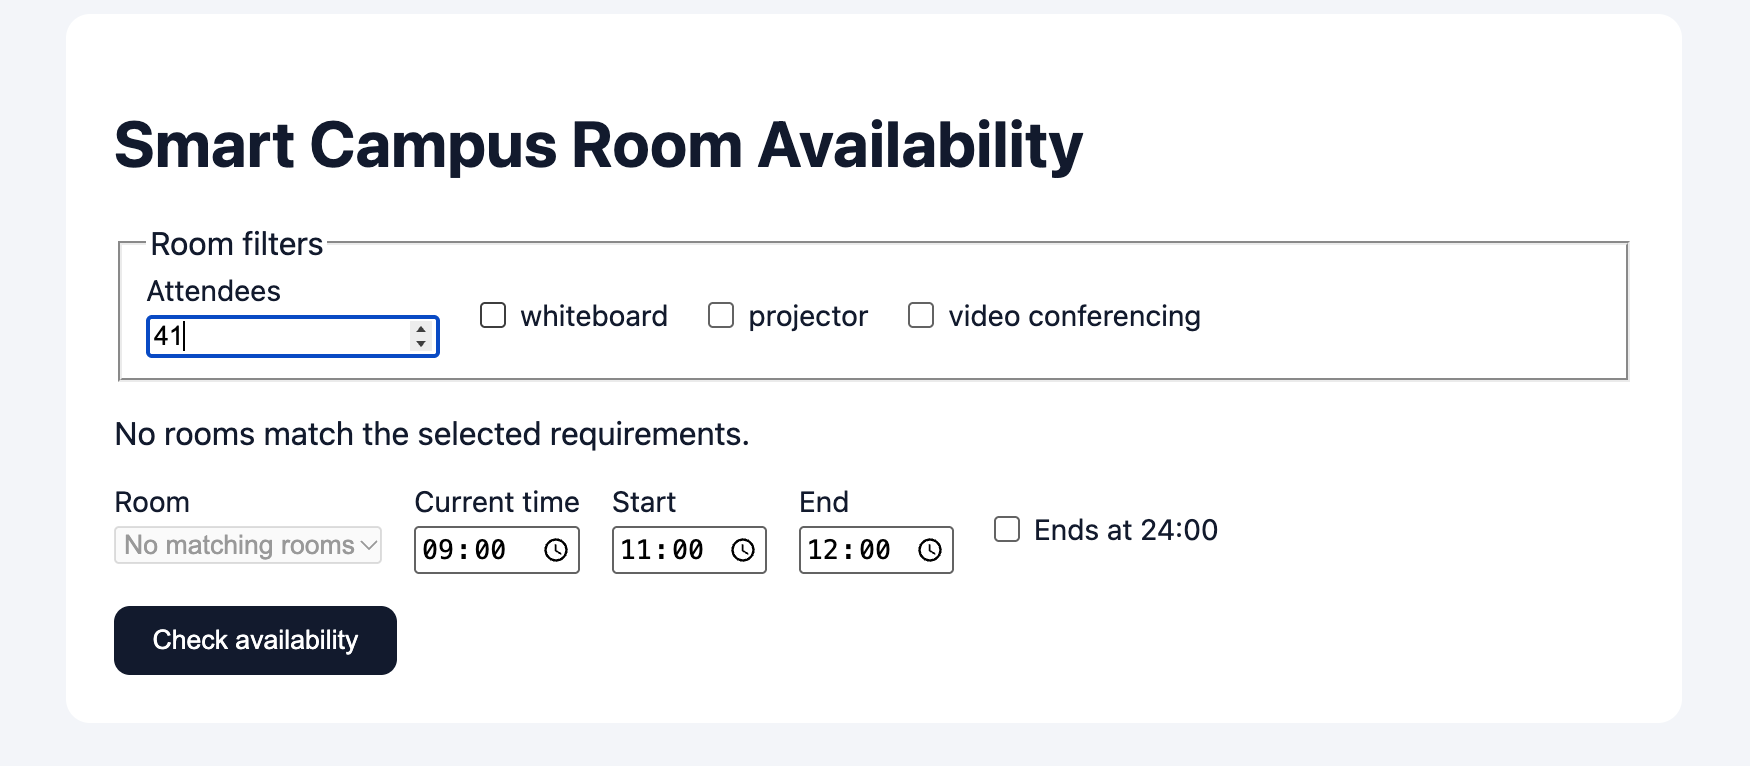 Smart Campus Room Availability
Room filters
Attendees
41
whiteboard
projector
video conferencing
No rooms match the selected requirements.
Room
Current time
Start
End
No matching rooms
09:00
11:00
12:00
Ends at 24:00
Check availability